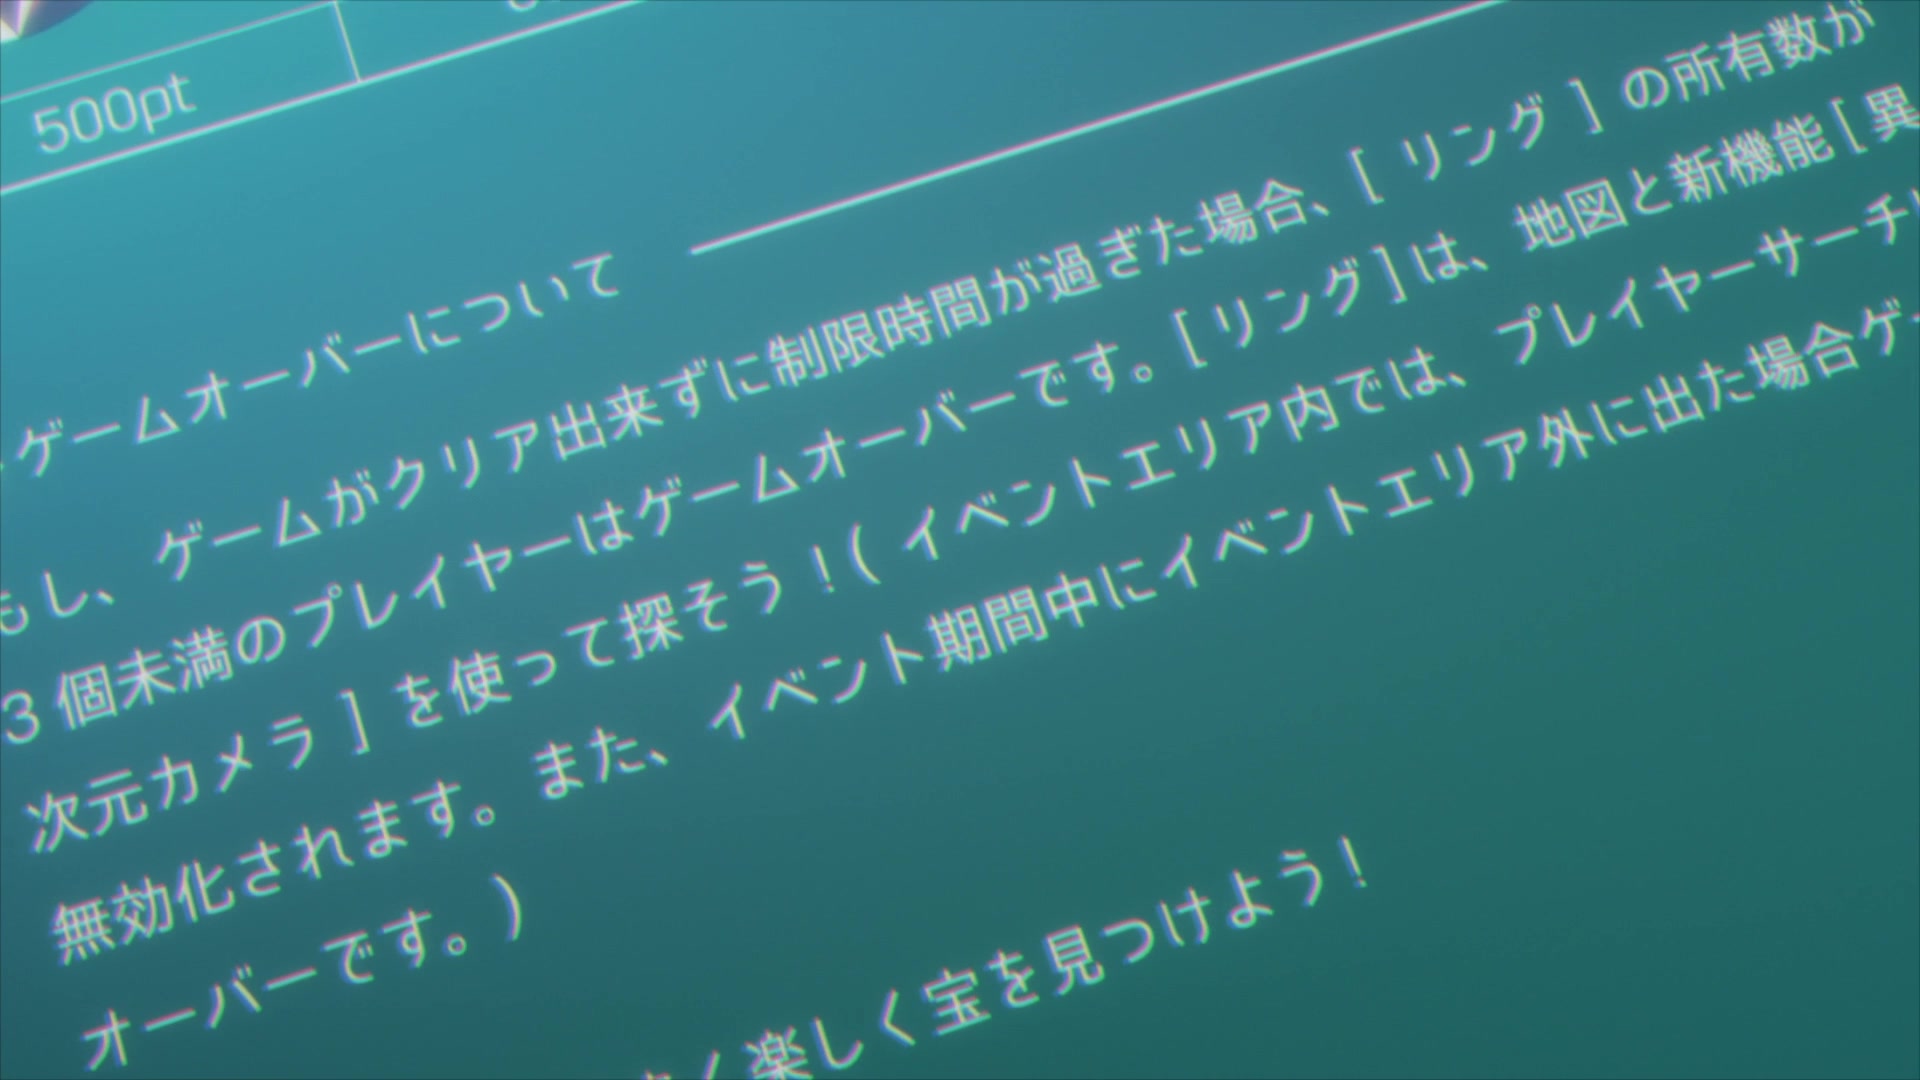 500pt
ゲームオーバーについて
もし、ゲームがクリア出来ずに制限時間が過ぎた場合、[ リング ] の所有数が
3 個未満のプレイヤーはゲームオーバーです。[ リング ] は、地図と新機能 [ 異
次元カメラ ] を使って探そう！( イベントエリア内では、プレイヤーサーチ
無効化されます。また、イベント期間中にイベントエリア外に出た場合ゲー
オーバーです。)
楽しく宝を見つけよう！